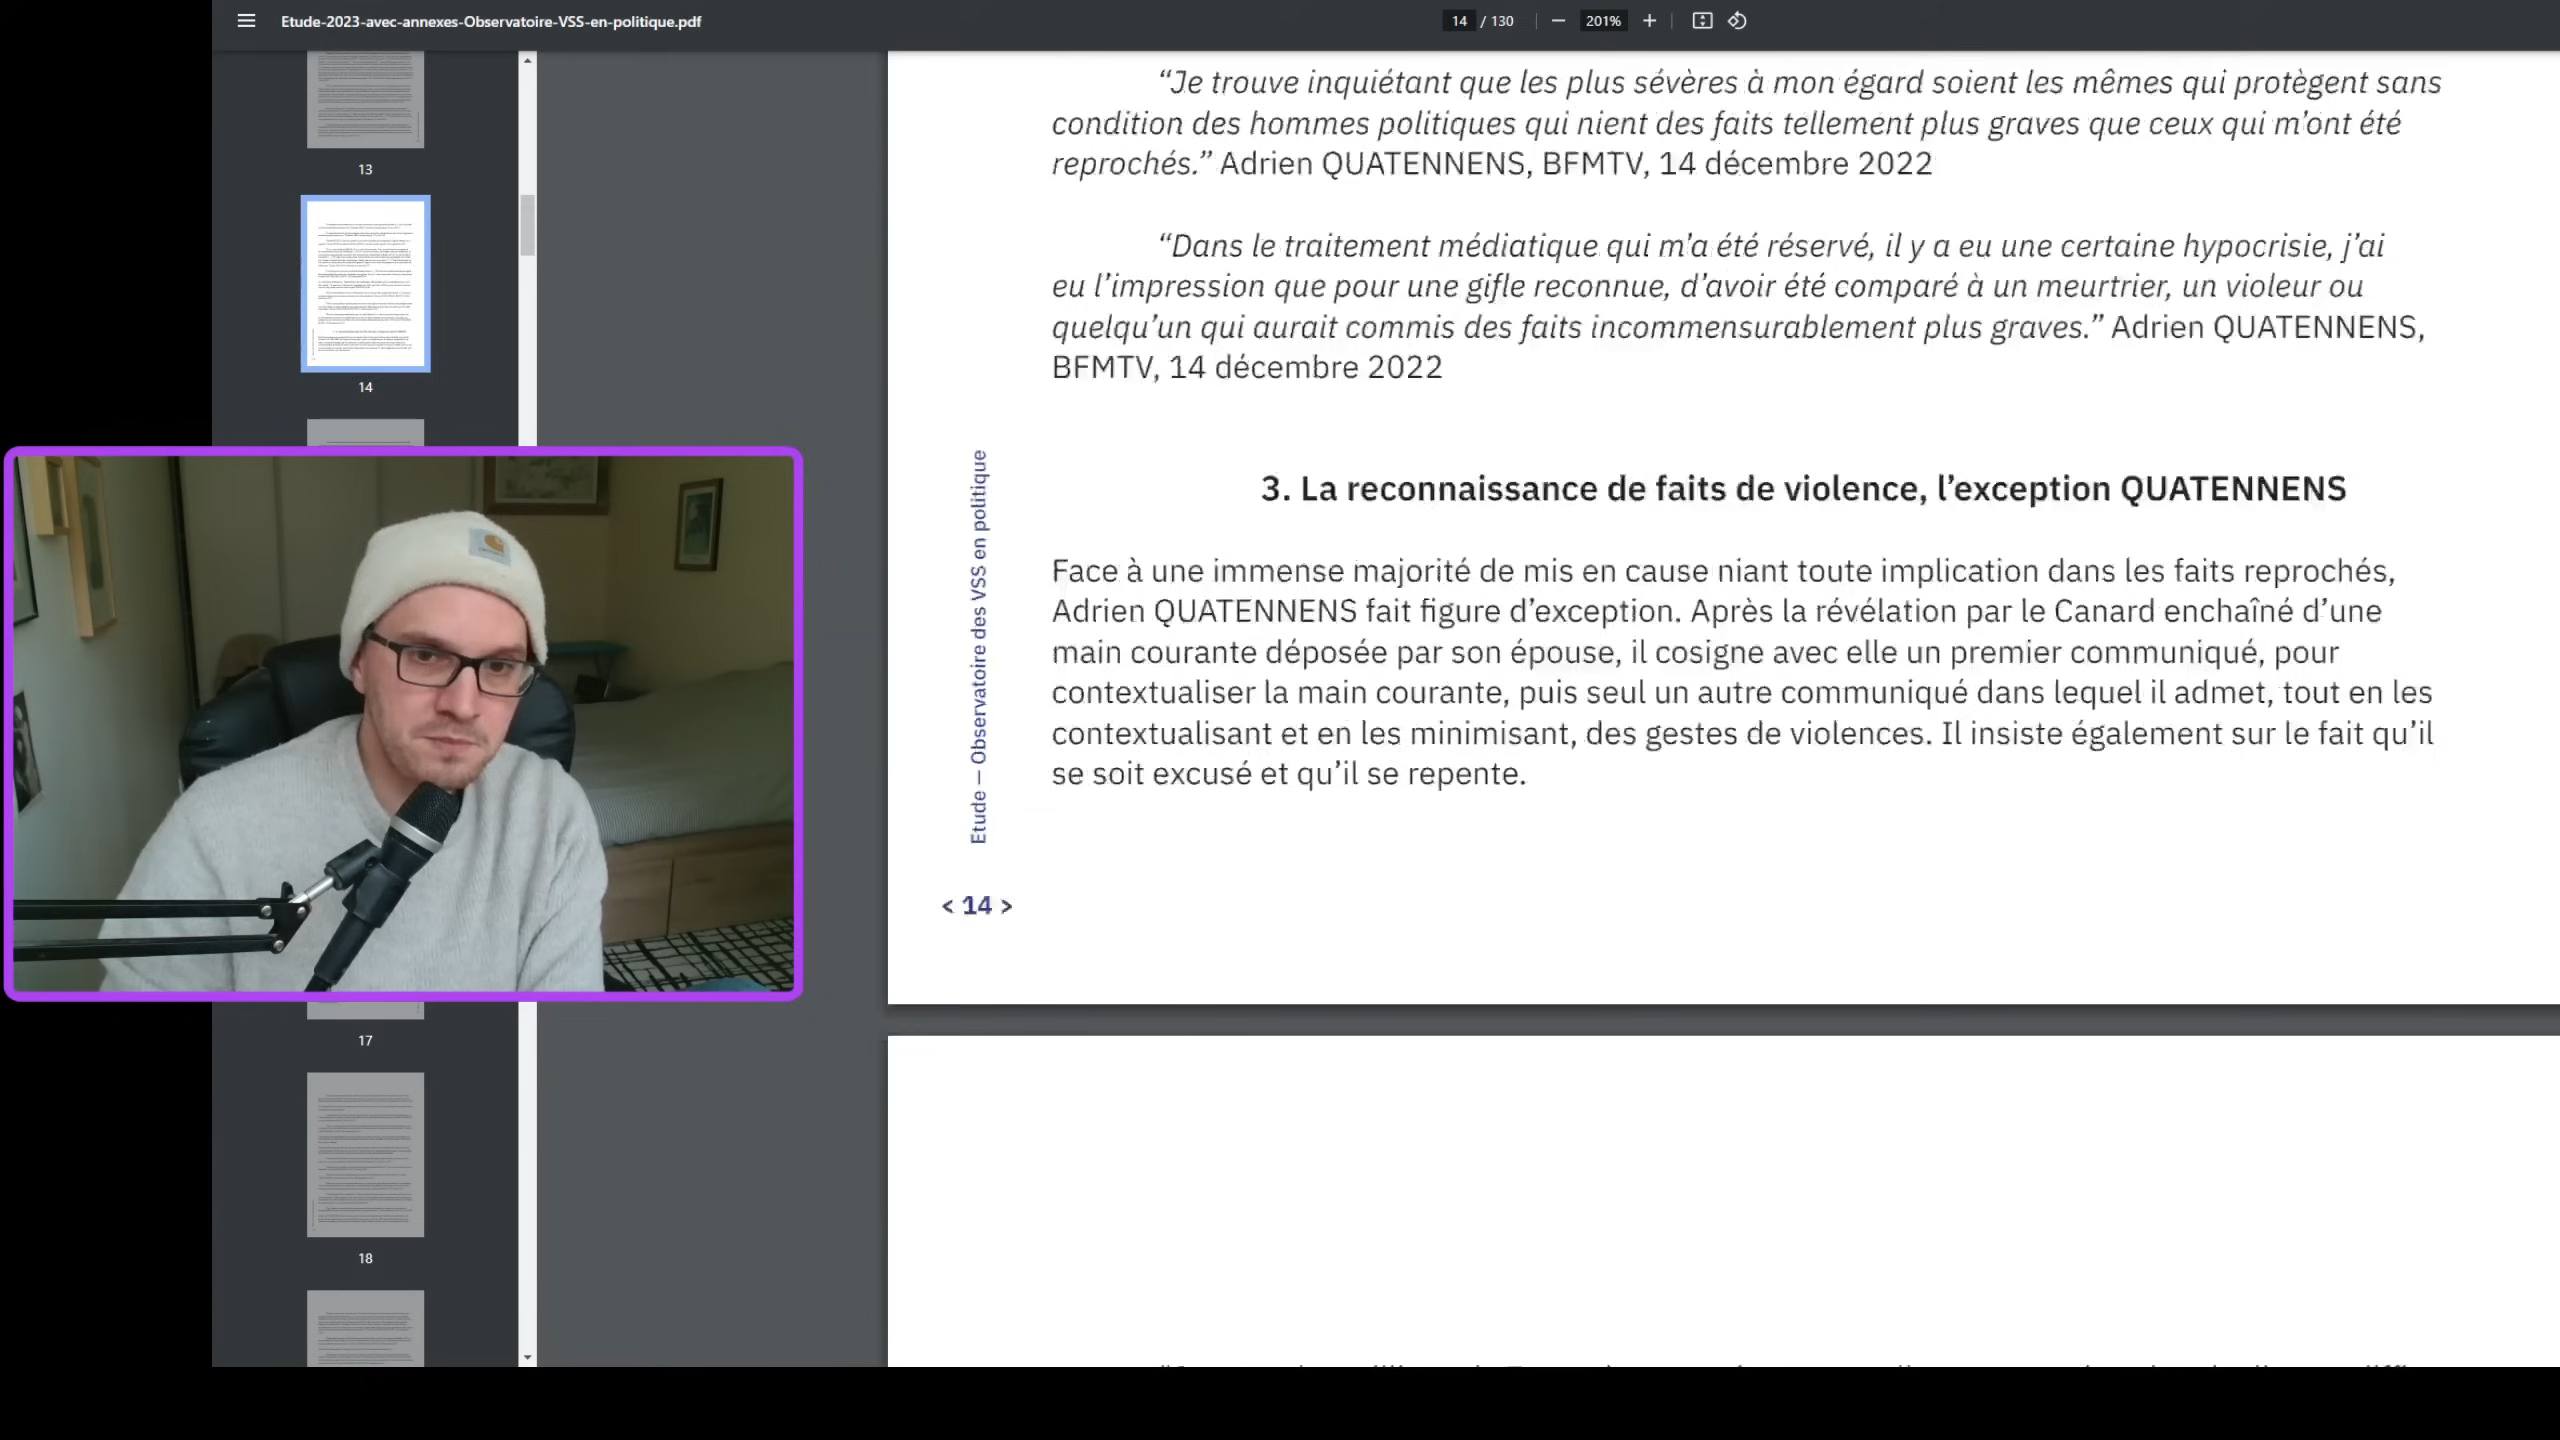 Etude-2023-avec-annexes-Observatoire-VSS-en-politique.pdf
14 / 130
201%
13
14
17
18
“Je trouve inquiétant que les plus sévères à mon égard soient les mêmes qui protègent sans
condition des hommes politiques qui nient des faits tellement plus graves que ceux qui m’ont été
reprochés.” Adrien QUATENNENS, BFMTV, 14 décembre 2022
“Dans le traitement médiatique qui m’a été réservé, il y a eu une certaine hypocrisie, j’ai
eu l’impression que pour une gifle reconnue, d’avoir été comparé à un meurtrier, un violeur ou
quelqu’un qui aurait commis des faits incommensurablement plus graves.” Adrien QUATENNENS,
BFMTV, 14 décembre 2022
3. La reconnaissance de faits de violence, l’exception QUATENNENS
Face à une immense majorité de mis en cause niant toute implication dans les faits reprochés,
Adrien QUATENNENS fait figure d’exception. Après la révélation par le Canard enchaîné d’une
main courante déposée par son épouse, il cosigne avec elle un premier communiqué, pour
contextualiser la main courante, puis seul un autre communiqué dans lequel il admet, tout en les
contextualisant et en les minimisant, des gestes de violences. Il insiste également sur le fait qu’il
se soit excusé et qu’il se repente.
Etude – Observatoire des VSS en politique
< 14 >